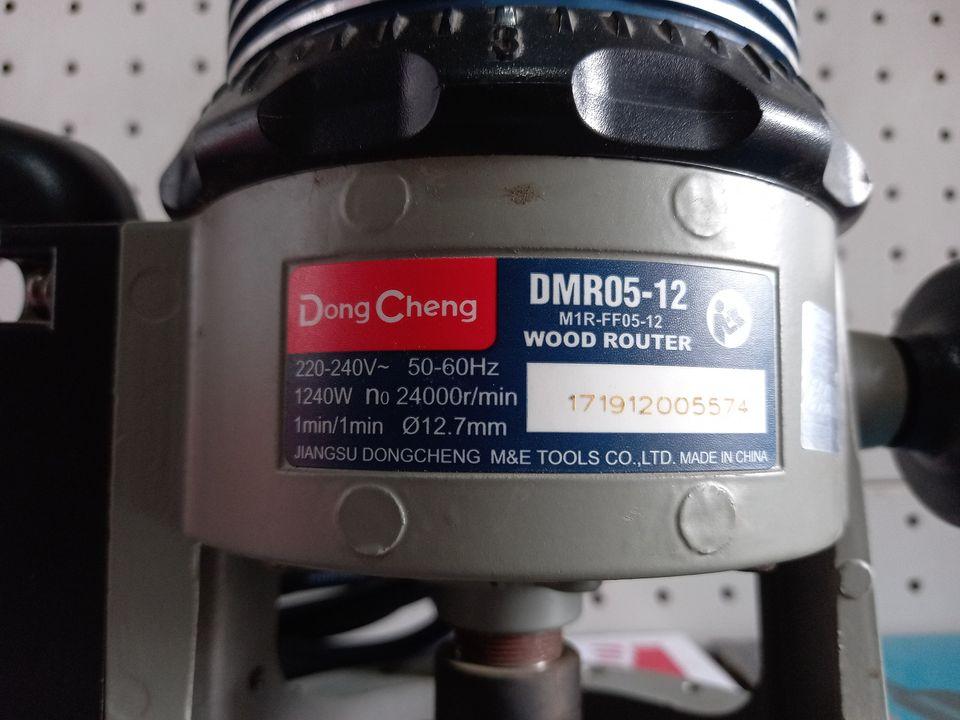 Dong Cheng
DMR05-12
M1R-FF05-12
WOOD ROUTER
220-240V~ 50-60Hz
1240W n0 24000r/min
1min/1min Ø12.7mm
171912005574
JIANGSU DONGCHENG M&E TOOLS CO.,LTD. MADE IN CHINA